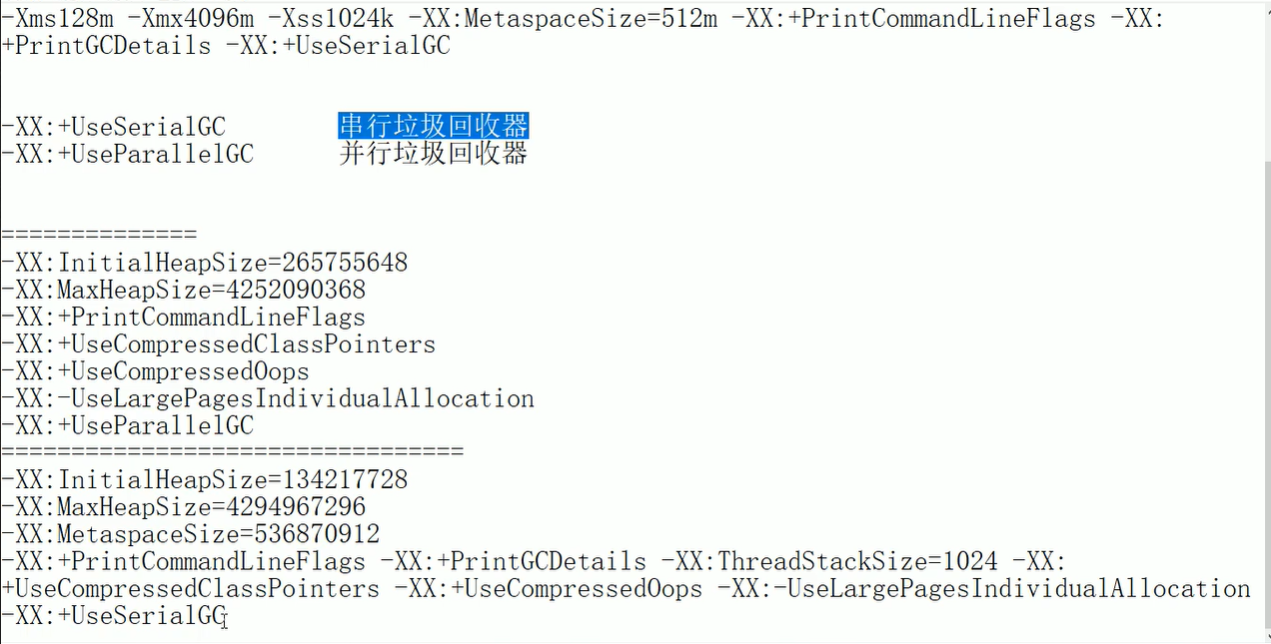 -Xms128m -Xmx4096m -Xss1024k -XX:MetaspaceSize=512m -XX:+PrintCommandLineFlags -XX:
+PrintGCDetails -XX:+UseSerialGC
-XX:+UseSerialGC 串行垃圾回收器
-XX:+UseParallelGC 并行垃圾回收器
==============
-XX:InitialHeapSize=265755648
-XX:MaxHeapSize=4252090368
-XX:+PrintCommandLineFlags
-XX:+UseCompressedClassPointers
-XX:+UseCompressedOops
-XX:-UseLargePagesIndividualAllocation
-XX:+UseParallelGC
=================================
-XX:InitialHeapSize=134217728
-XX:MaxHeapSize=4294967296
-XX:MetaspaceSize=536870912
-XX:+PrintCommandLineFlags -XX:+PrintGCDetails -XX:ThreadStackSize=1024 -XX:
+UseCompressedClassPointers -XX:+UseCompressedOops -XX:-UseLargePagesIndividualAllocation
-XX:+UseSerialGC